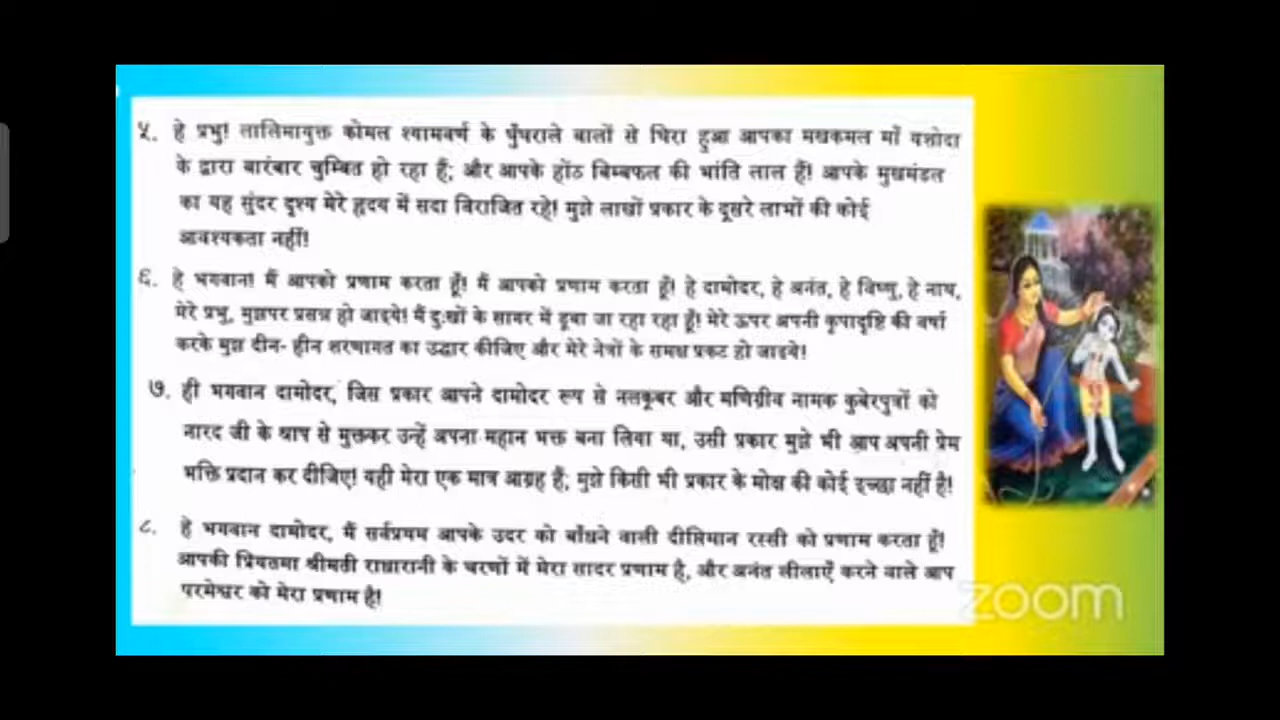 ५. हे प्रभु! लालिमायुक्त कोमल श्यामवर्ण के घुँघराले बालों से घिरा हुआ आपका मखकमल माँ यशोदा
के द्वारा बारंबार चुम्बित हो रहा हैं; और आपके होंठ बिम्बफल की भांति लाल हैं! आपके मुखमंडल
का यह सुंदर दृश्य मेरे हृदय में सदा विराजित रहे! मुझे लाखों प्रकार के दूसरे लाभों की कोई
आवश्यकता नहीं!
६. हे भगवान! मैं आपको प्रणाम करता हूँ! मैं आपको प्रणाम करता हूँ! हे दामोदर, हे अनंत, हे विष्णु, हे नाथ,
मेरे प्रभु, मुझपर प्रसन्न हो जाइये! मैं दुःखों के सागर में डूबा जा रहा रहा हूँ! मेरे ऊपर अपनी कृपादृष्टि की वर्षा
करके मुझ दीन- हीन शरणागत का उद्धार कीजिए और मेरे नेत्रों के समक्ष प्रकट हो जाइये!
७. ही भगवान दामोदर, जिस प्रकार आपने दामोदर रूप से नलकूबर और मणिग्रीव नामक कुबेरपुत्रों को
नारद जी के श्राप से मुक्तकर उन्हें अपना महान भक्त बना लिया था, उसी प्रकार मुझे भी आप अपनी प्रेम
भक्ति प्रदान कर दीजिए! यही मेरा एक मात्र आग्रह हैं; मुझे किसी भी प्रकार के मोक्ष की कोई इच्छा नहीं है!
८. हे भगवान दामोदर, मैं सर्वप्रथम आपके उदर को बाँधने वाली दीप्तिमान रस्सी को प्रणाम करता हूँ!
आपकी प्रियतमा श्रीमती राधारानी के चरणों में मेरा सादर प्रणाम है, और अनंत लीलाएँ करने वाले आप
परमेश्वर को मेरा प्रणाम है!
zoom